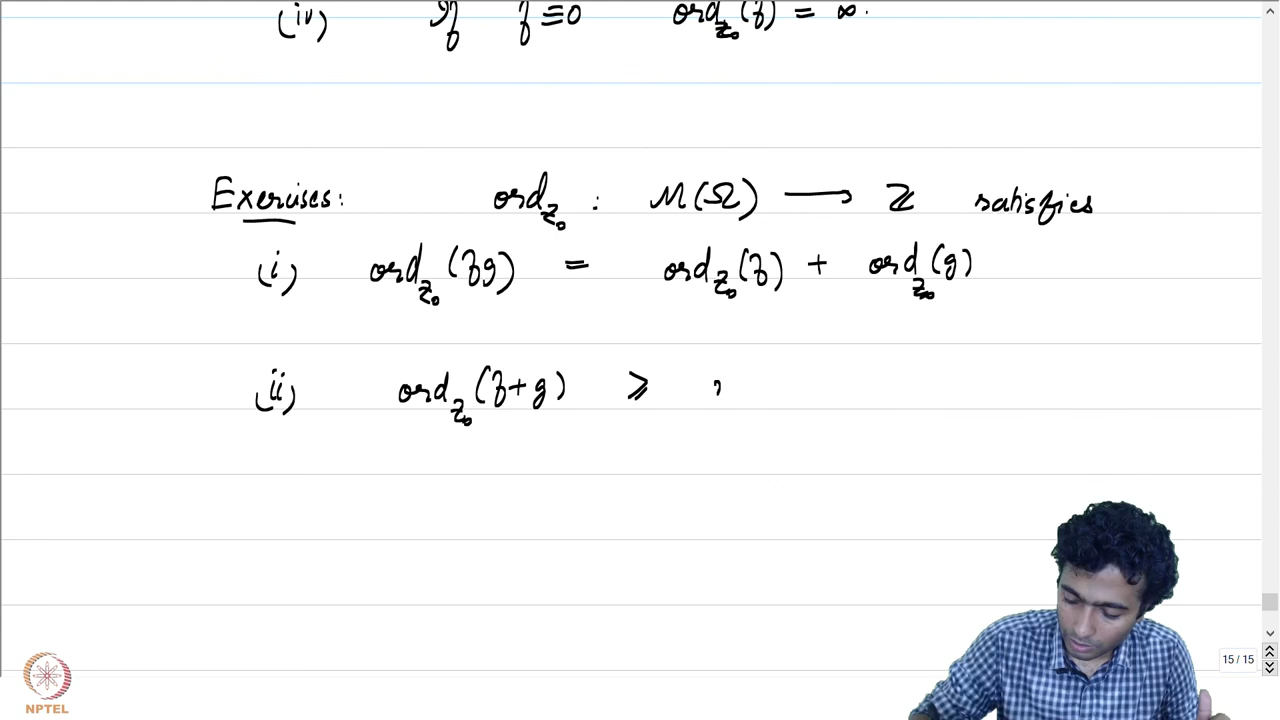 (iv) If f ≡ 0 ord_{z_0}(f) = ∞.
Exercises: ord_{z_0} : M(Ω) → ℤ satisfies
(i) ord_{z_0}(fg) = ord_{z_0}(f) + ord_{z_0}(g)
(ii) ord_{z_0}(f+g) ⩾
15 / 15
NPTEL